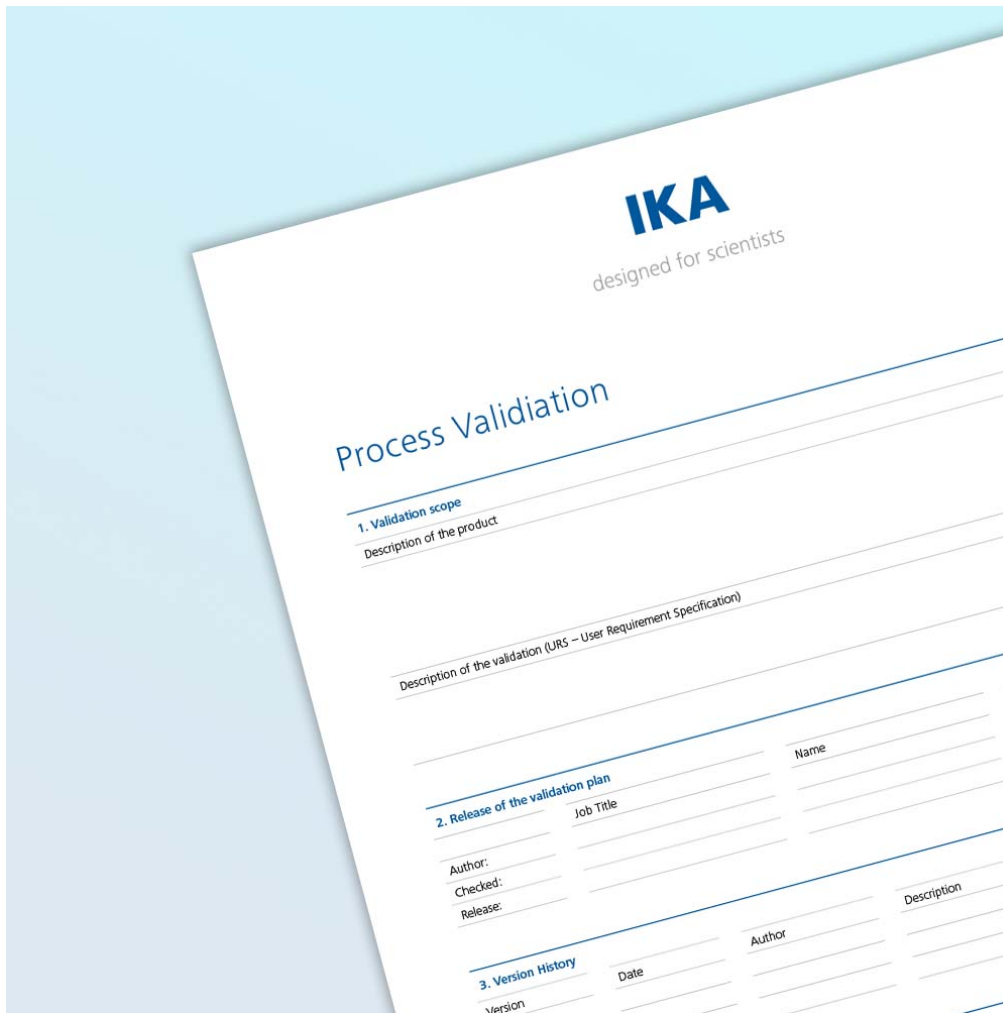 IKA
designed for scientists
Process Validiation
1. Validation scope
Description of the product
Description of the validation (URS – User Requirement Specification)
2. Release of the validation plan
Job Title
Name
Author:
Checked:
Release:
3. Version History
Version
Date
Author
Description